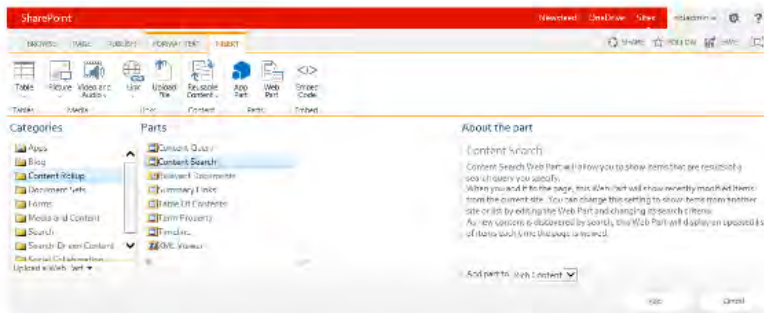 SharePoint
Newsfeed OneDrive Sites
?
BROWSE PAGE PUBLISH FORMAT TEXT INSERT
SHARE FOLLOW SAVE
Table Picture Video and Audio Link Upload File Reusable Content App Part Web Part Embed Code
Tables Media Links Content Parts Embed
Categories Parts About the part
Apps
Blog
Content Rollup
Document Sets
Forms
Media and Content
Search
Search-Driven Content
Social Collaboration
Upload a Web Part
Content Query
Content Search
Relevant Documents
Summary Links
Table Of Contents
Term Property
Timeline
XML Viewer
Content Search
Content Search Web Part will allow you to show items that are results of a
search query you specify.
When you add it to the page, this Web Part will show recently modified items
from the current site. You can change this setting to show items from another
site or list by editing the Web Part and changing its search criteria.
As new content is discovered by search, this Web Part will display an updated list
of items each time the page is viewed.
Add part to: Rich Content
Add Cancel